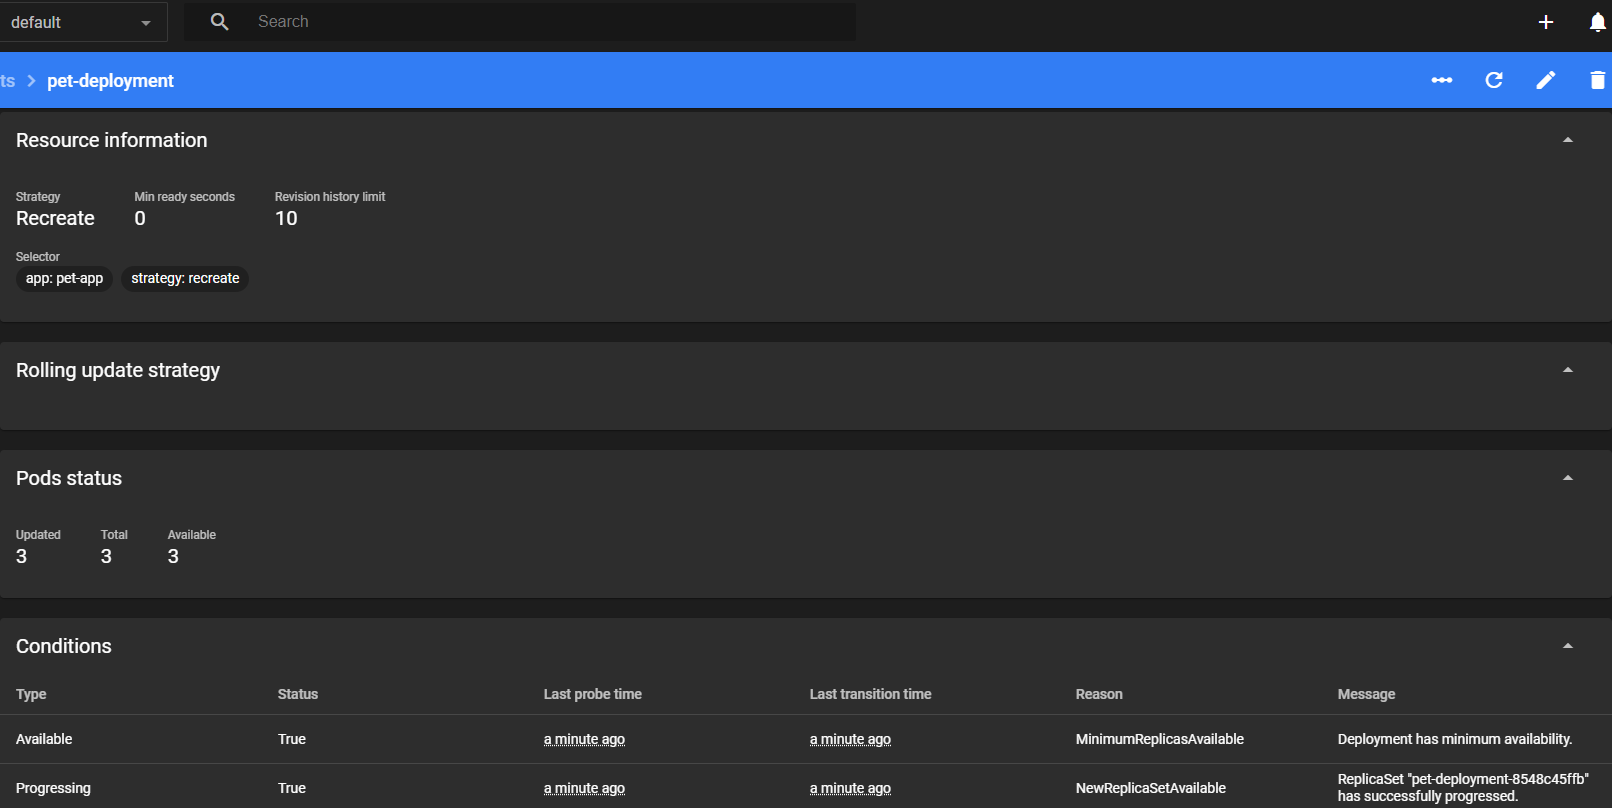 default
Search
ts > pet-deployment
Resource information
Strategy Min ready seconds Revision history limit
Recreate 0 10
Selector
app: pet-app strategy: recreate
Rolling update strategy
Pods status
Updated Total Available
3 3 3
Conditions
Type Status Last probe time Last transition time Reason Message
Available True a minute ago a minute ago MinimumReplicasAvailable Deployment has minimum availability.
Progressing True a minute ago a minute ago NewReplicaSetAvailable ReplicaSet "pet-deployment-8548c45ffb"
has successfully progressed.